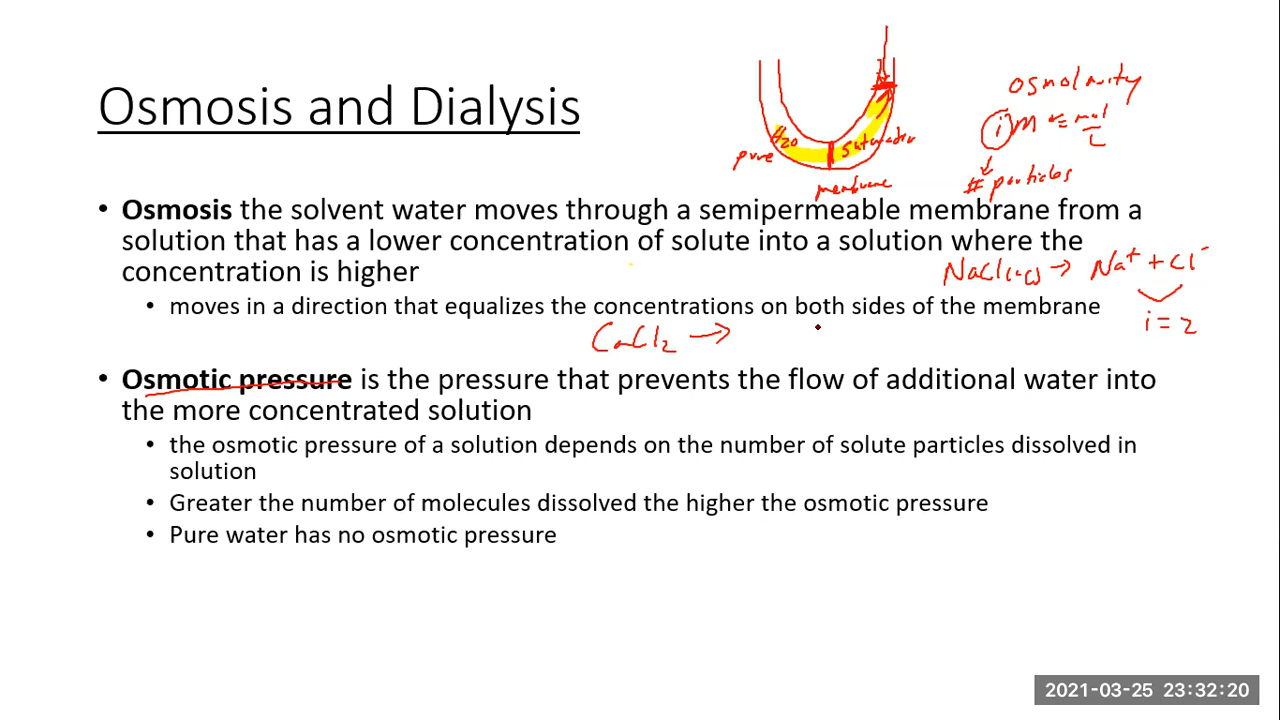 Osmosis and Dialysis
H2O
pure
saturated
membrane
osmolarity
i M = mol
L
# particles
• Osmosis the solvent water moves through a semipermeable membrane from a
solution that has a lower concentration of solute into a solution where the
concentration is higher
NaCl(s) → Na+ + Cl-
i = 2
• moves in a direction that equalizes the concentrations on both sides of the membrane
CaCl2 →
• Osmotic pressure is the pressure that prevents the flow of additional water into
the more concentrated solution
• the osmotic pressure of a solution depends on the number of solute particles dissolved in
solution
• Greater the number of molecules dissolved the higher the osmotic pressure
• Pure water has no osmotic pressure
2021-03-25 23:32:20